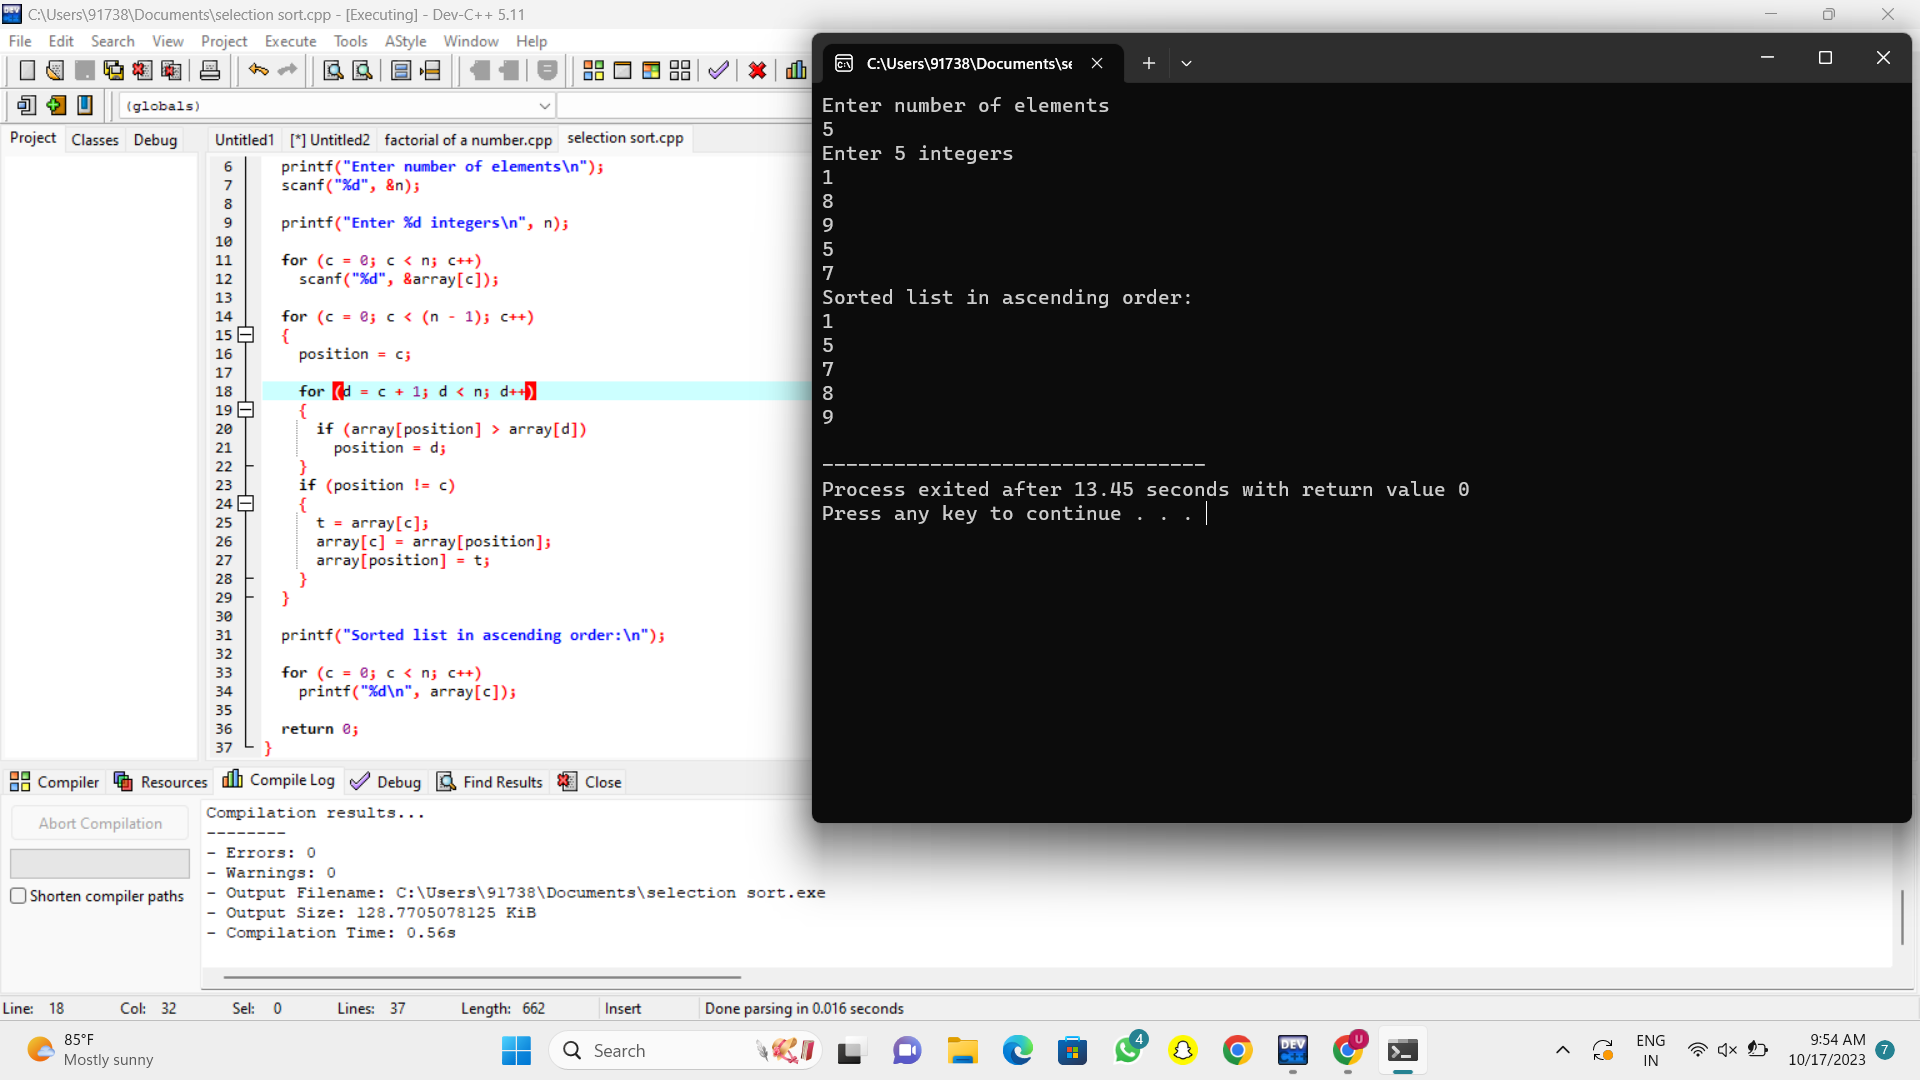 C:\Users\91738\Documents\selection sort.cpp - [Executing] - Dev-C++ 5.11
File Edit Search View Project Execute Tools AStyle Window Help
(globals)
Project Classes Debug
Untitled1 [*] Untitled2 factorial of a number.cpp selection sort.cpp
6 printf("Enter number of elements\n");
7 scanf("%d", &n);
8
9 printf("Enter %d integers\n", n);
10
11 for (c = 0; c < n; c++)
12 scanf("%d", &array[c]);
13
14 for (c = 0; c < (n - 1); c++)
15 {
16 position = c;
17
18 for (d = c + 1; d < n; d++)
19 {
20 if (array[position] > array[d])
21 position = d;
22 }
23 if (position != c)
24 {
25 t = array[c];
26 array[c] = array[position];
27 array[position] = t;
28 }
29 }
30
31 printf("Sorted list in ascending order:\n");
32
33 for (c = 0; c < n; c++)
34 printf("%d\n", array[c]);
35
36 return 0;
37 }
C:\Users\91738\Documents\se
Enter number of elements
5
Enter 5 integers
1
8
9
5
7
Sorted list in ascending order:
1
5
7
8
9
--------------------------------
Process exited after 13.45 seconds with return value 0
Press any key to continue . . .
Compiler Resources Compile Log Debug Find Results Close
Abort Compilation
Shorten compiler paths
Compilation results...
--------
- Errors: 0
- Warnings: 0
- Output Filename: C:\Users\91738\Documents\selection sort.exe
- Output Size: 128.7705078125 KiB
- Compilation Time: 0.56s
Line: 18 Col: 32 Sel: 0 Lines: 37 Length: 662 Insert Done parsing in 0.016 seconds
85°F
Mostly sunny
Search
4
DEV
C++
U
ENG
IN
9:54 AM
10/17/2023
7